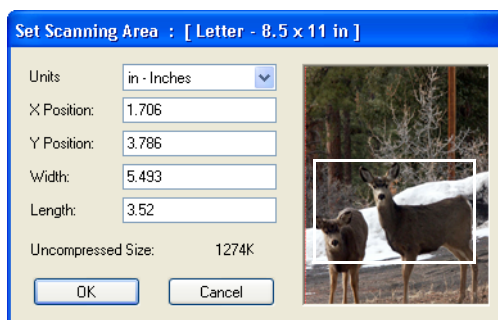 Set Scanning Area : [ Letter - 8.5 x 11 in ]
Units in - Inches
X Position: 1.706
Y Position: 3.786
Width: 5.493
Length: 3.52
Uncompressed Size: 1274K
OK Cancel